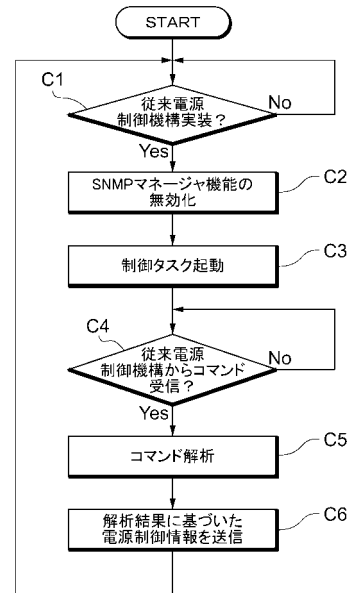 START
C1
従来電源
制御機構実装？
No
Yes
SNMPマネージャ機能の
無効化
C2
制御タスク起動
C3
C4
従来電源
制御機構からコマンド
受信？
No
Yes
コマンド解析
C5
解析結果に基づいた
電源制御情報を送信
C6